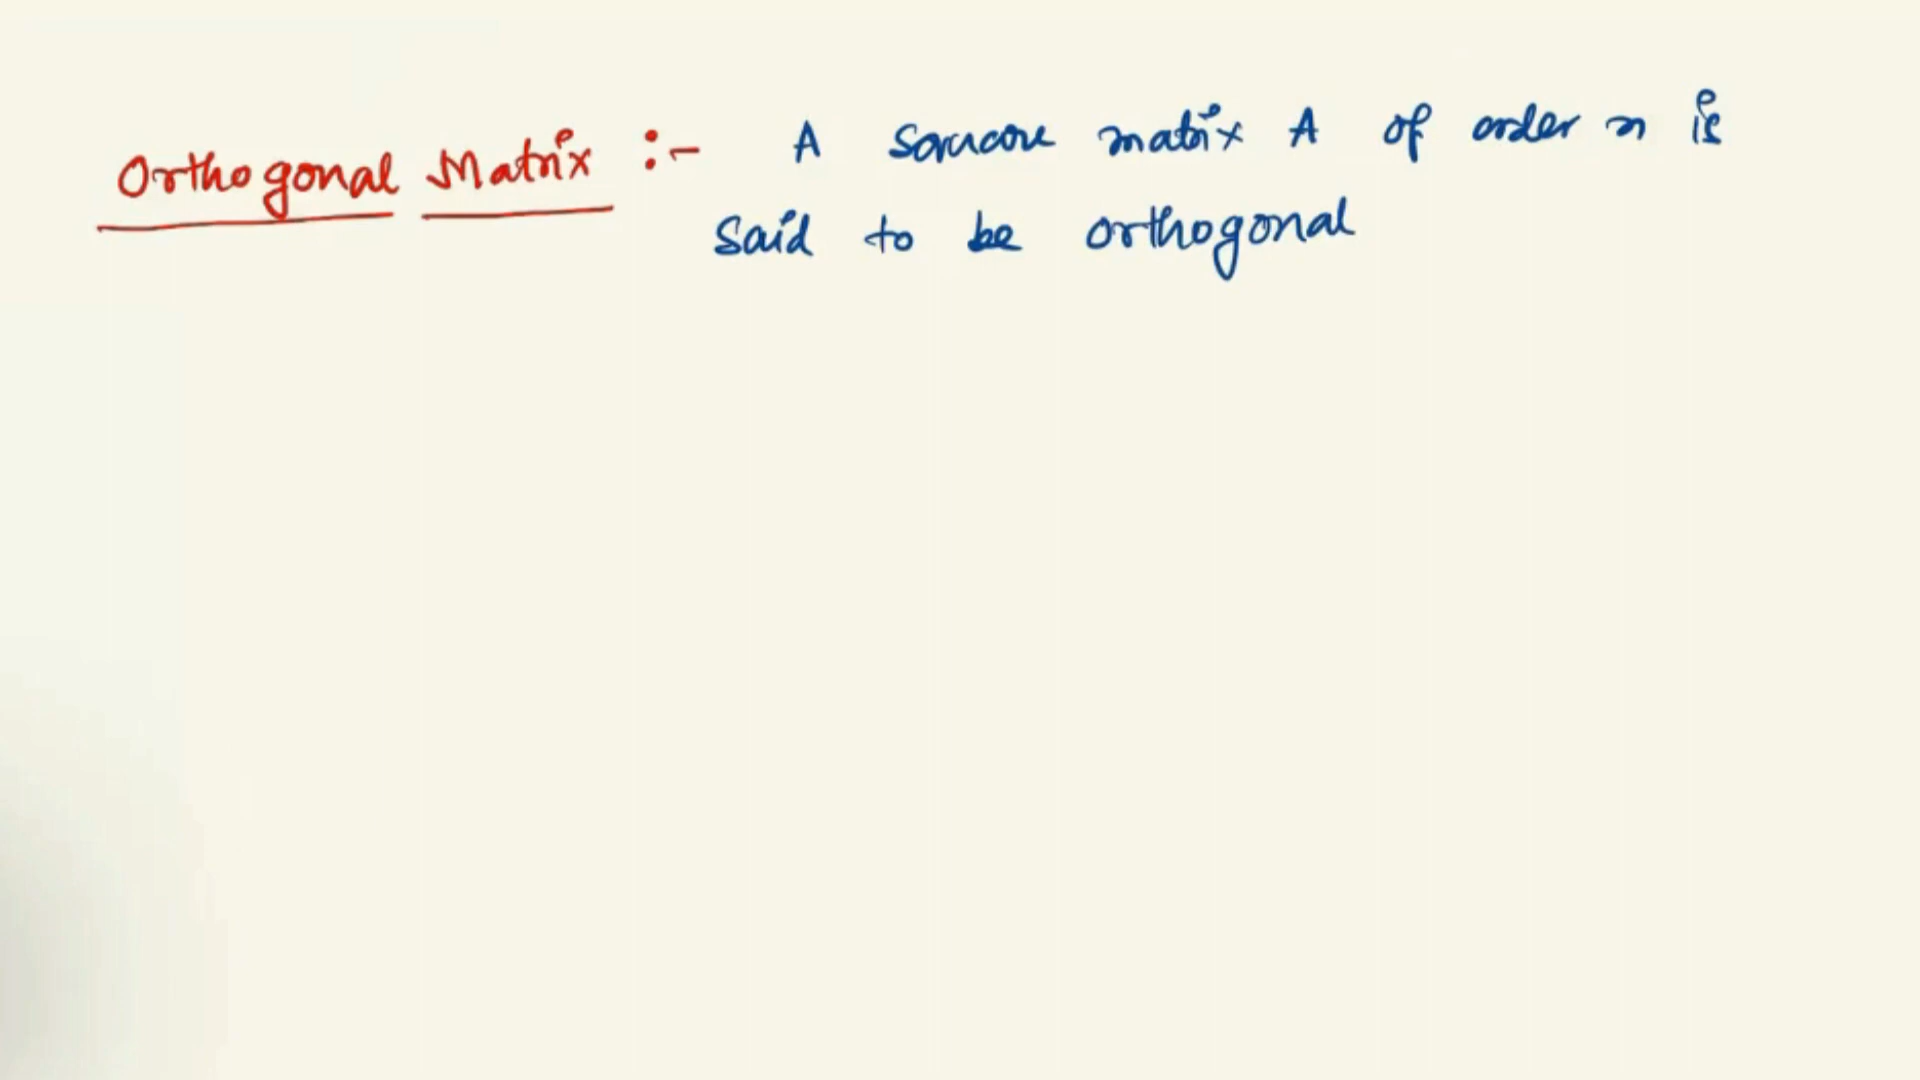 Orthogonal Matrix :- A square matrix A of order n is
said to be orthogonal